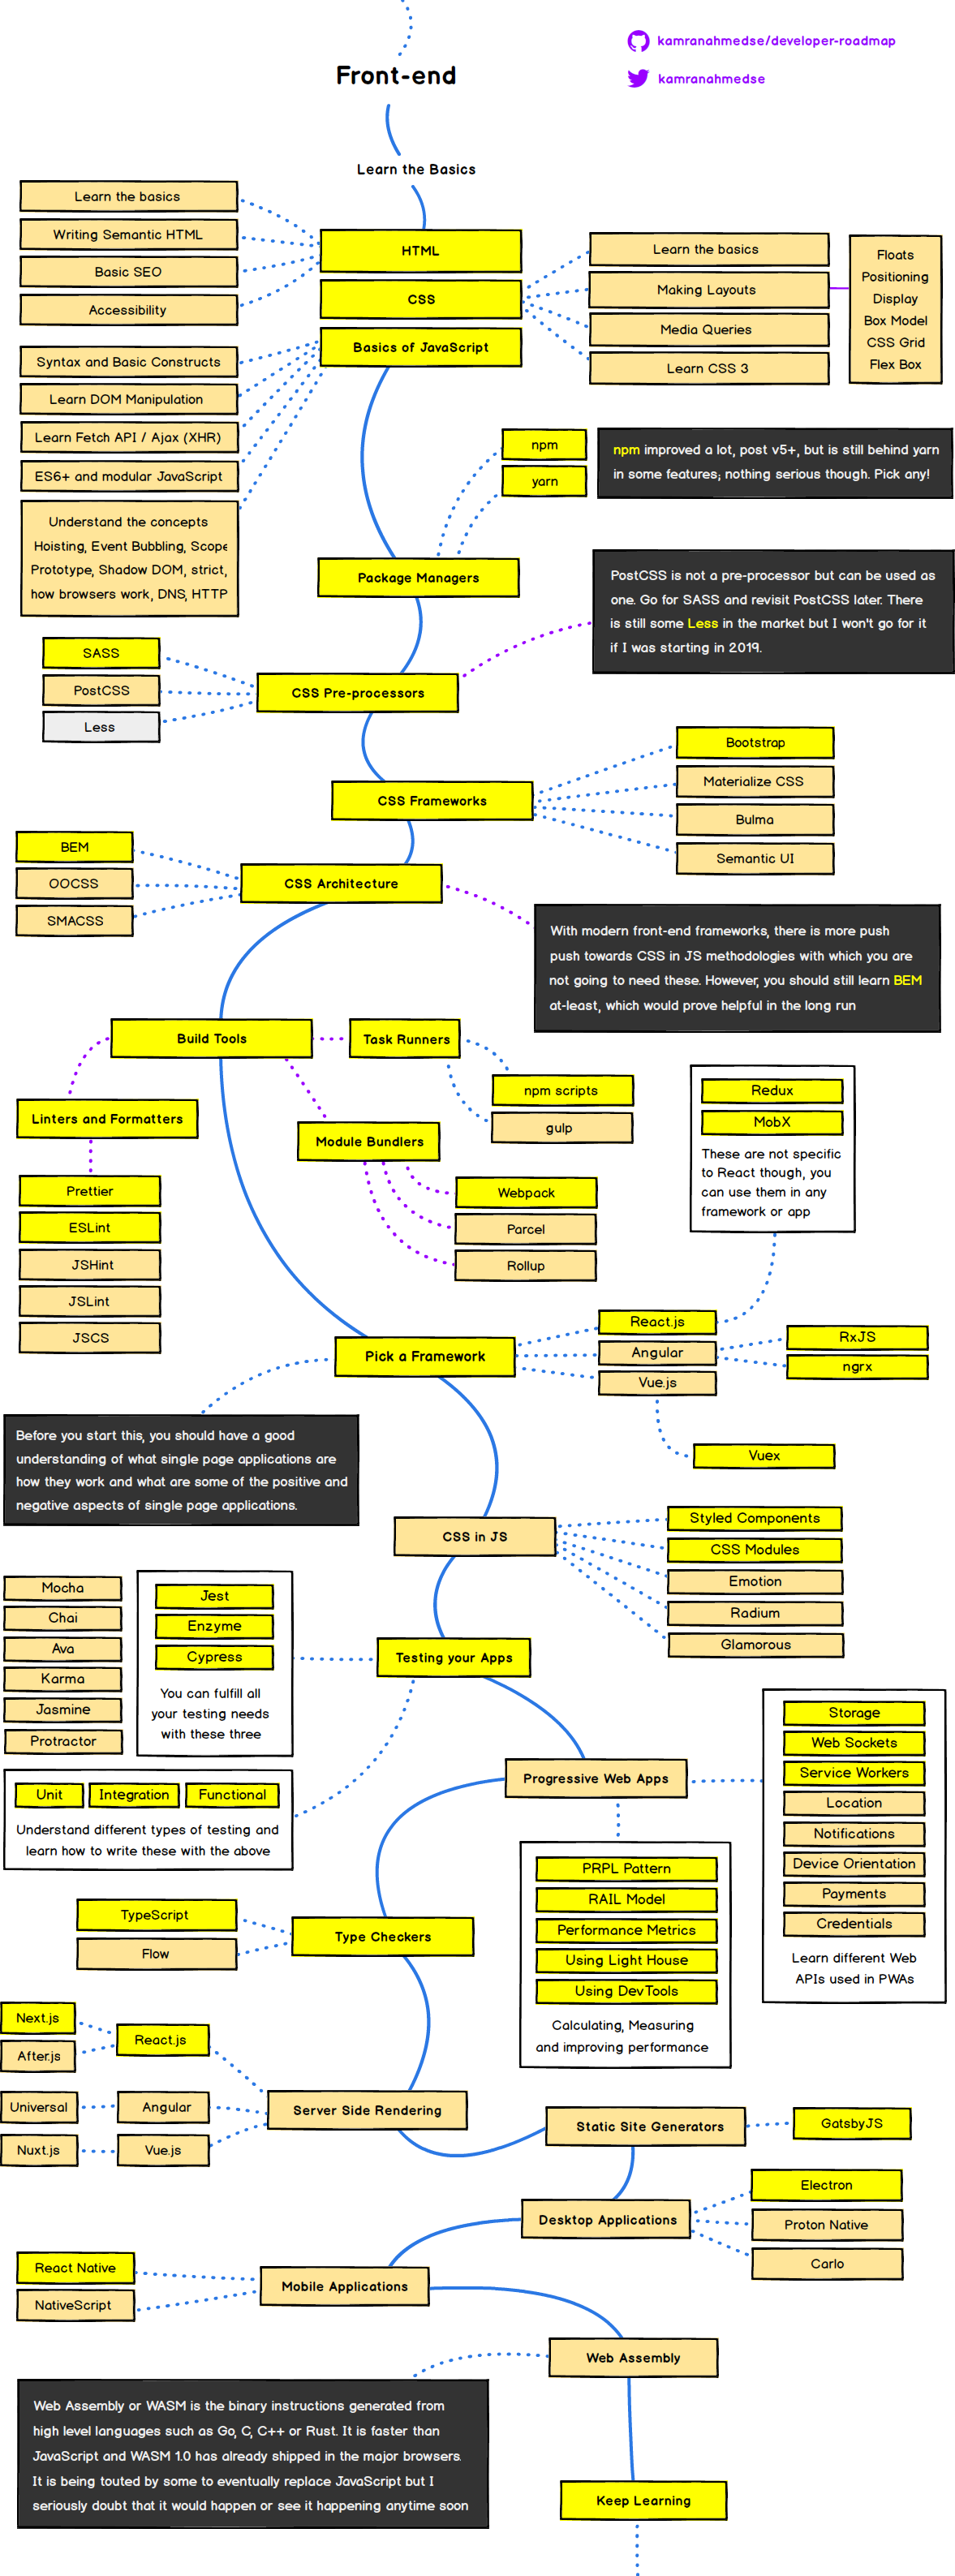 kamranahmedse/developer-roadmap
kamranahmedse
Front-end
Learn the Basics
Learn the basics
Writing Semantic HTML
Basic SEO
Accessibility
HTML
CSS
Basics of JavaScript
Learn the basics
Making Layouts
Media Queries
Learn CSS 3
Floats
Positioning
Display
Box Model
CSS Grid
Flex Box
Syntax and Basic Constructs
Learn DOM Manipulation
Learn Fetch API / Ajax (XHR)
ES6+ and modular JavaScript
Understand the concepts
Hoisting, Event Bubbling, Scope
Prototype, Shadow DOM, strict,
how browsers work, DNS, HTTP
npm
yarn
npm improved a lot, post v5+, but is still behind yarn
in some features; nothing serious though. Pick any!
Package Managers
PostCSS is not a pre-processor but can be used as
one. Go for SASS and revisit PostCSS later. There
is still some Less in the market but I won't go for it
if I was starting in 2019.
SASS
PostCSS
Less
CSS Pre-processors
Bootstrap
Materialize CSS
Bulma
Semantic UI
CSS Frameworks
BEM
OOCSS
SMACSS
CSS Architecture
With modern front-end frameworks, there is more push
push towards CSS in JS methodologies with which you are
not going to need these. However, you should still learn BEM
at-least, which would prove helpful in the long run
Build Tools
Task Runners
npm scripts
gulp
Linters and Formatters
Module Bundlers
Prettier
ESLint
JSHint
JSLint
JSCS
Webpack
Parcel
Rollup
Redux
MobX
These are not specific
to React though, you
can use them in any
framework or app
Pick a Framework
React.js
Angular
Vue.js
RxJS
ngrx
Vuex
Before you start this, you should have a good
understanding of what single page applications are
how they work and what are some of the positive and
negative aspects of single page applications.
CSS in JS
Styled Components
CSS Modules
Emotion
Radium
Glamorous
Mocha
Chai
Ava
Karma
Jasmine
Protractor
Jest
Enzyme
Cypress
You can fulfill all
your testing needs
with these three
Testing your Apps
Unit
Integration
Functional
Understand different types of testing and
learn how to write these with the above
Progressive Web Apps
Storage
Web Sockets
Service Workers
Location
Notifications
Device Orientation
Payments
Credentials
Learn different Web
APIs used in PWAs
PRPL Pattern
RAIL Model
Performance Metrics
Using Light House
Using DevTools
Calculating, Measuring
and improving performance
TypeScript
Flow
Type Checkers
Next.js
After.js
React.js
Universal
Angular
Nuxt.js
Vue.js
Server Side Rendering
Static Site Generators
GatsbyJS
Desktop Applications
Electron
Proton Native
Carlo
React Native
NativeScript
Mobile Applications
Web Assembly
Web Assembly or WASM is the binary instructions generated from
high level languages such as Go, C, C++ or Rust. It is faster than
JavaScript and WASM 1.0 has already shipped in the major browsers.
It is being touted by some to eventually replace JavaScript but I
seriously doubt that it would happen or see it happening anytime soon
Keep Learning